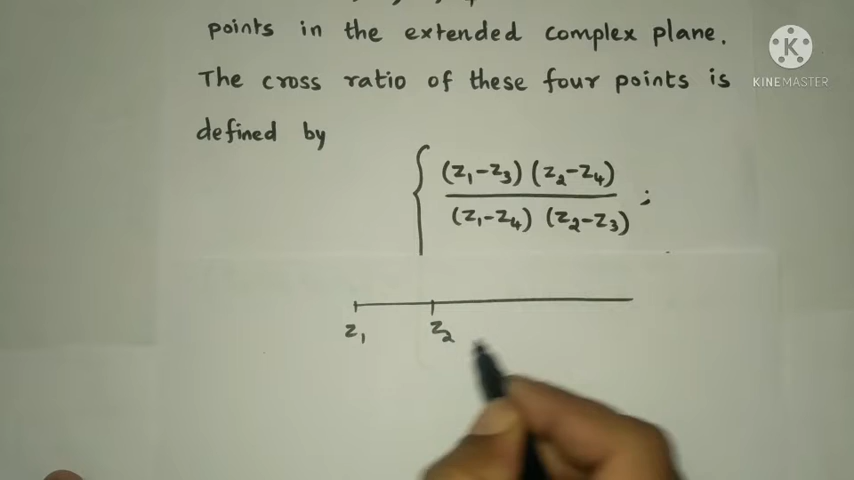 points in the extended complex plane.
K
KINEMASTER
The cross ratio of these four points is
defined by
{ (z₁-z₃) (z₂-z₄)
(z₁-z₄) (z₂-z₃) ;
z₁ z₂